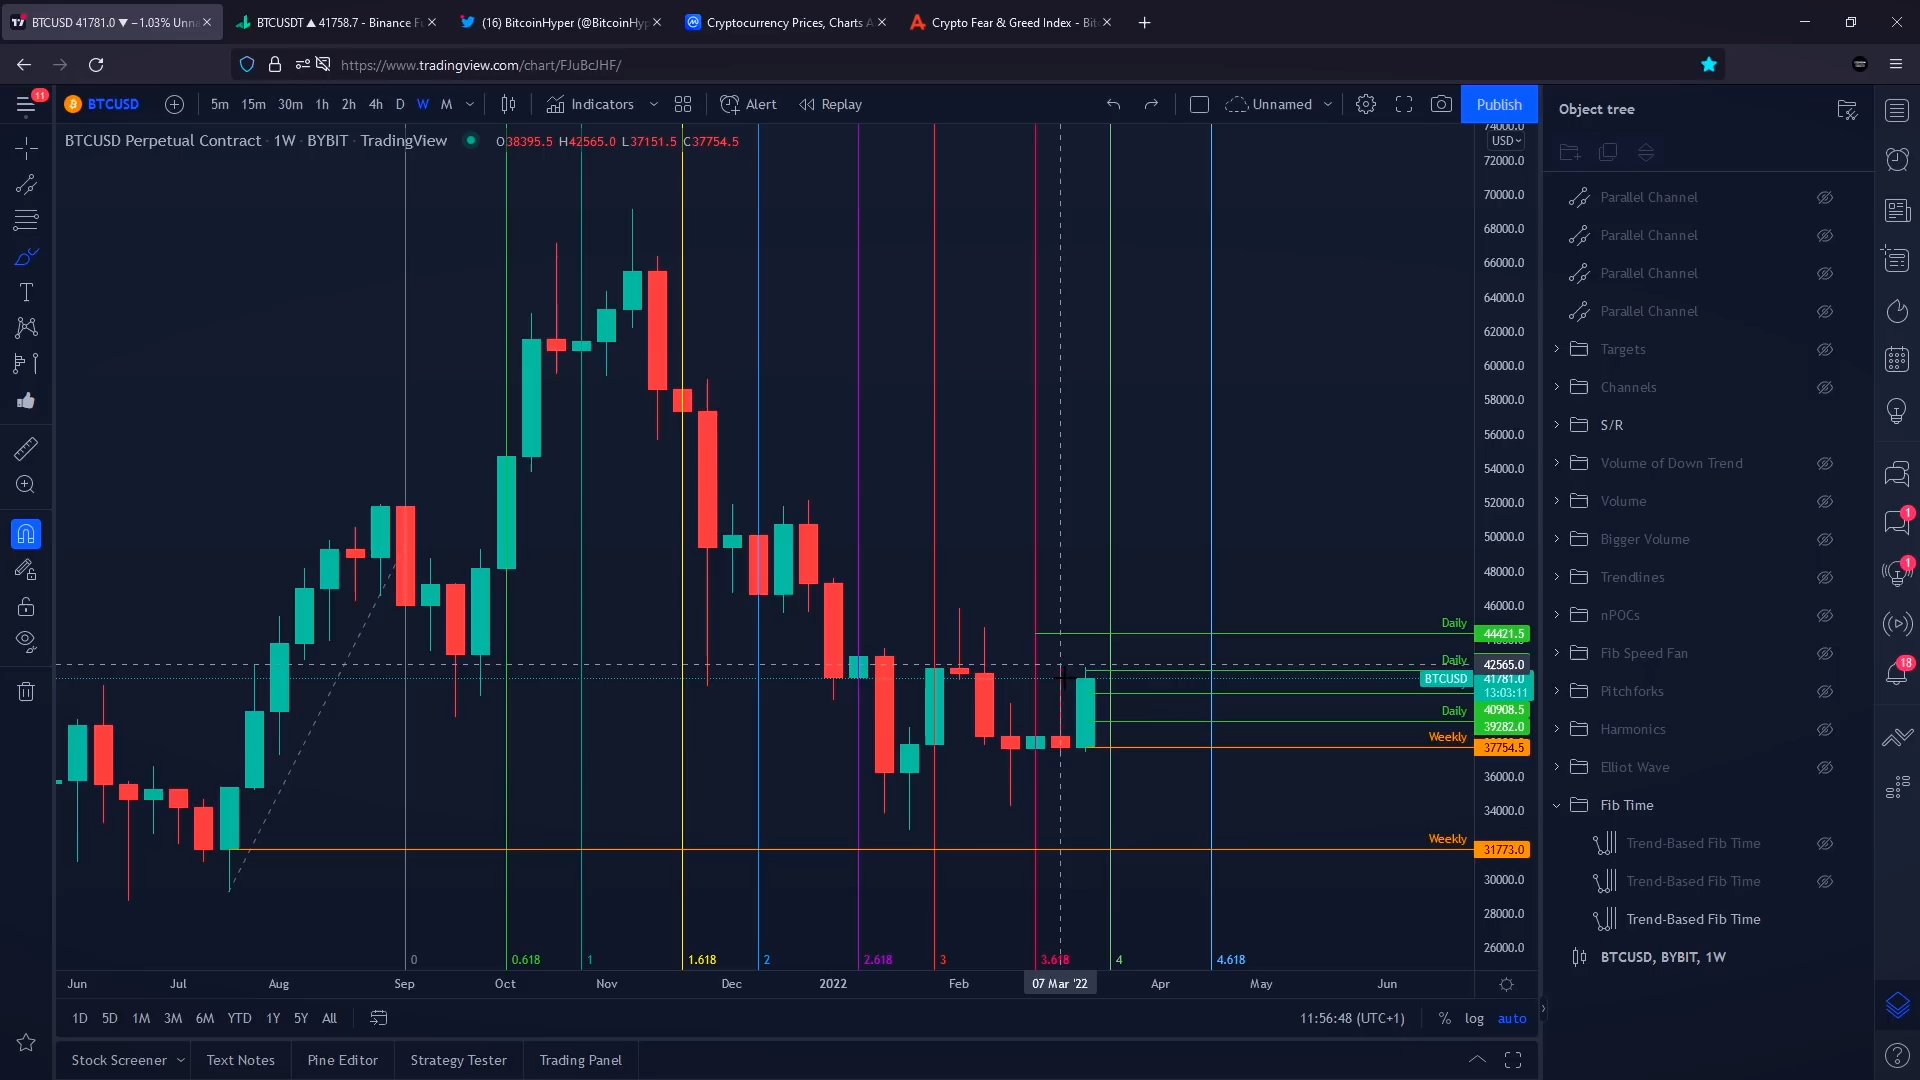 BTCUSD 41781.0 ▼ −1.03% Unna
BTCUSDT ▲ 41758.7 - Binance Fu
(16) BitcoinHyper (@BitcoinHyp
Cryptocurrency Prices, Charts A
Crypto Fear & Greed Index - Bit
https://www.tradingview.com/chart/FJuBcJHF/
11
BTCUSD
5m 15m 30m 1h 2h 4h D W M
Indicators
Alert
Replay
Unnamed
Publish
Object tree
BTCUSD Perpetual Contract · 1W · BYBIT · TradingView
O38395.5 H42565.0 L37151.5 C37754.5
74000.0
USD
72000.0
70000.0
68000.0
66000.0
64000.0
62000.0
60000.0
58000.0
56000.0
54000.0
52000.0
50000.0
48000.0
46000.0
Daily 44421.5
Daily 42565.0
BTCUSD 41781.0
13:03:11
40908.5
Daily
39282.0
Weekly
37754.5
36000.0
34000.0
Weekly
31773.0
30000.0
28000.0
26000.0
0 0.618 1 1.618 2 2.618 3 3.618 4 4.618
Jun Jul Aug Sep Oct Nov Dec 2022 Feb 07 Mar '22 Apr May Jun
1D 5D 1M 3M 6M YTD 1Y 5Y All
11:56:48 (UTC+1) % log auto
Stock Screener Text Notes Pine Editor Strategy Tester Trading Panel
Parallel Channel
Parallel Channel
Parallel Channel
Parallel Channel
Targets
Channels
S/R
Volume of Down Trend
Volume
Bigger Volume
Trendlines
nPOCs
Fib Speed Fan
Pitchforks
Harmonics
Elliot Wave
Fib Time
Trend-Based Fib Time
Trend-Based Fib Time
Trend-Based Fib Time
BTCUSD, BYBIT, 1W
1
1
18